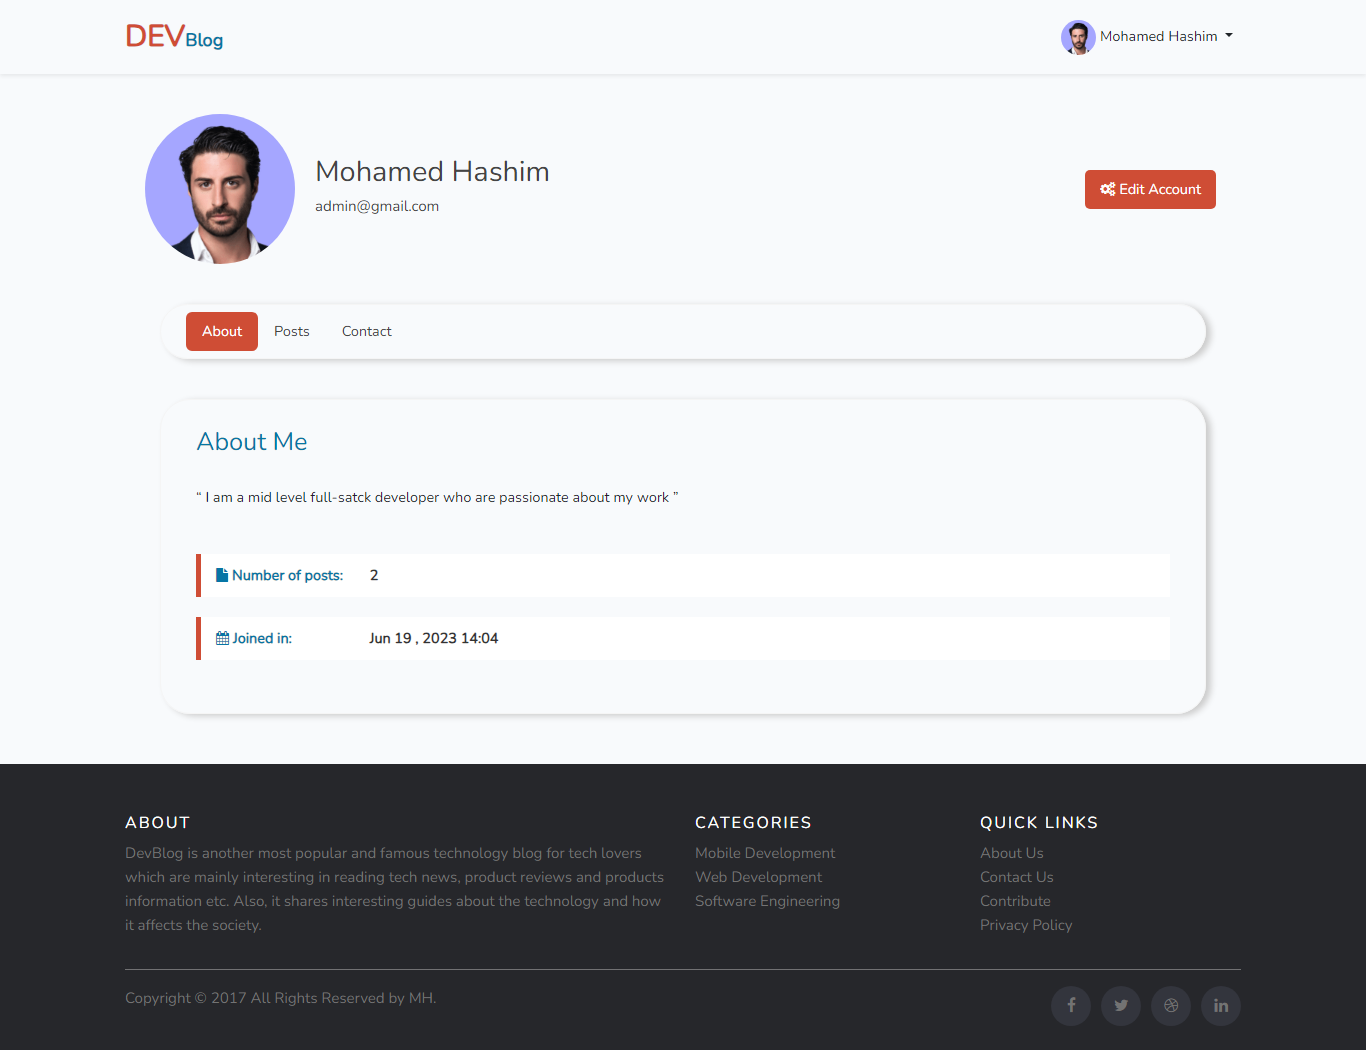 DEVBlog
Mohamed Hashim
Mohamed Hashim
admin@gmail.com
Edit Account
About Posts Contact
About Me
“ I am a mid level full-satck developer who are passionate about my work ”
Number of posts: 2
Joined in: Jun 19 , 2023 14:04
ABOUT
DevBlog is another most popular and famous technology blog for tech lovers
which are mainly interesting in reading tech news, product reviews and products
information etc. Also, it shares interesting guides about the technology and how
it affects the society.
CATEGORIES
Mobile Development
Web Development
Software Engineering
QUICK LINKS
About Us
Contact Us
Contribute
Privacy Policy
Copyright © 2017 All Rights Reserved by MH.